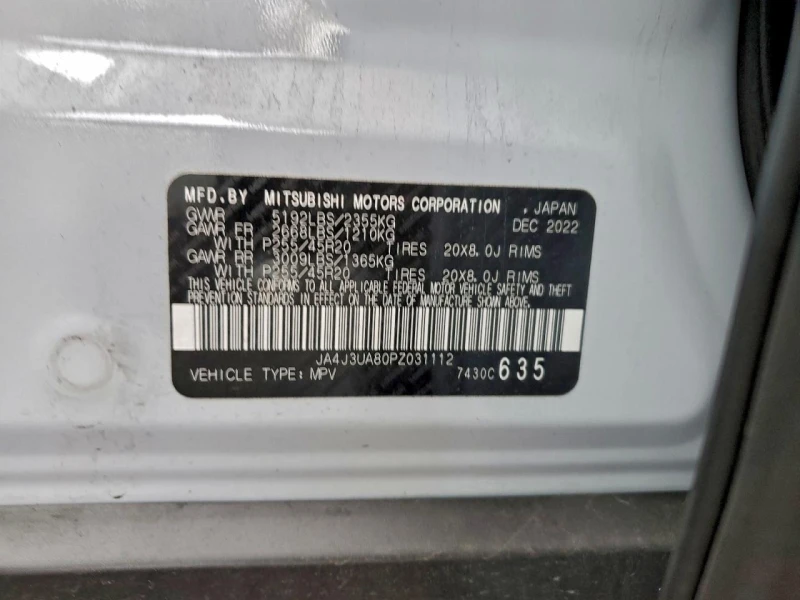 MFD.BY MITSUBISHI MOTORS CORPORATION . JAPAN
GVWR 5192LBS/2355KG DEC 2022
GAWR FR 2668LBS/1210KG
WITH P255/45R20 TIRES 20X8.0J RIMS
GAWR RR 3009LBS/1365KG
WITH P255/45R20 TIRES 20X8.0J RIMS
THIS VEHICLE CONFORMS TO ALL APPLICABLE FEDERAL MOTOR VEHICLE SAFETY AND THEFT
PREVENTION STANDARDS IN EFFECT ON THE DATE OF MANUFACTURE SHOWN ABOVE.
JA4J3UA80PZ031112
VEHICLE TYPE: MPV 7430C 635